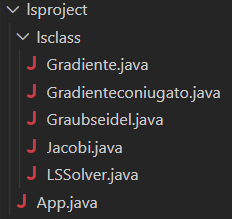 lsproject
lsclass
Gradiente.java
Gradienteconiugato.java
Graubseidel.java
Jacobi.java
LSSolver.java
App.java